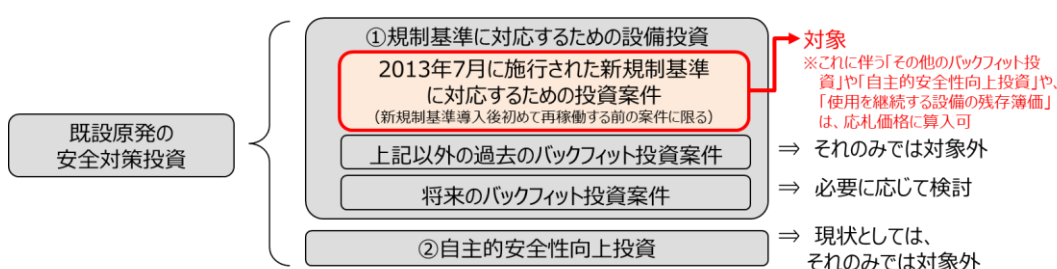 既設原発の
安全対策投資
①規制基準に対応するための設備投資
2013年7月に施行された新規制基準
に対応するための投資案件
(新規制基準導入後初めて再稼働する前の案件に限る)
対象
※これに伴う「その他のバックフィット投
資」や「自主的安全性向上投資」や、
「使用を継続する設備の残存簿価」
は、応札価格に算入可
上記以外の過去のバックフィット投資案件
⇒ それのみでは対象外
将来のバックフィット投資案件
⇒ 必要に応じて検討
②自主的安全性向上投資
⇒ 現状としては、
それのみでは対象外